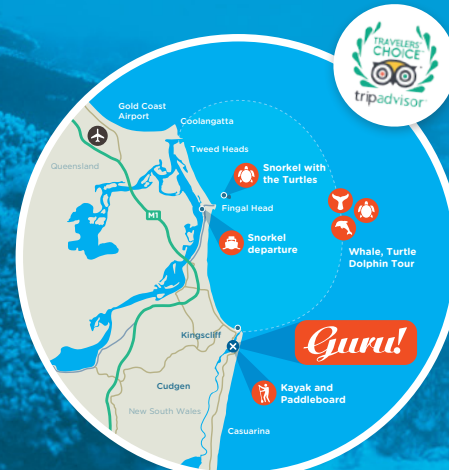 TRAVELERS'
CHOICE
tripadvisor
Gold Coast
Airport
Coolangatta
Tweed Heads
Queensland
Snorkel with
the Turtles
Fingal Head
M1
Snorkel
departure
Whale, Turtle
Dolphin Tour
Kingscliff
Guru!
Cudgen
Kayak and
Paddleboard
New South Wales
Casuarina